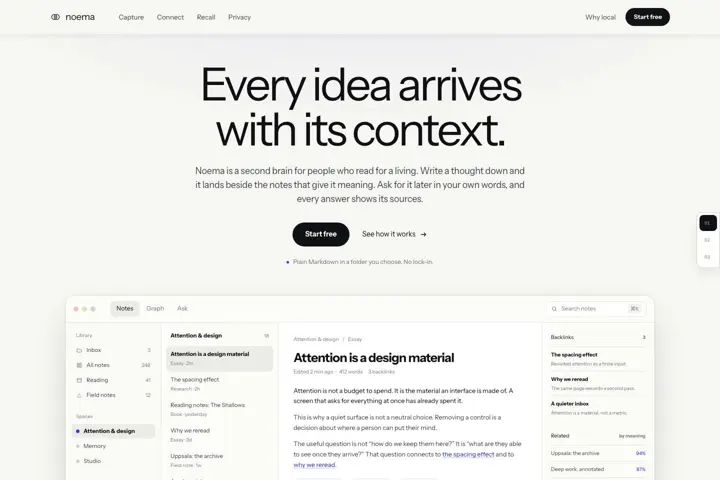 noema
Capture
Connect
Recall
Privacy
Why local
Start free
Every idea arrives
with its context.
Noema is a second brain for people who read for a living. Write a thought down and
it lands beside the notes that give it meaning. Ask for it later in your own words, and
every answer shows its sources.
Start free
See how it works →
Plain Markdown in a folder you choose. No lock-in.
01
02
03
Notes
Graph
Ask
Search notes
⌘K
Library
Inbox 3
All notes 248
Reading 41
Field notes 12
Spaces
Attention & design
Memory
Studio
Attention & design 18
Attention is a design material
Essay · 2m
The spacing effect
Research · 2h
Reading notes: The Shallows
Book · yesterday
Why we reread
Essay · 3d
Uppsala: the archive
Field note · 1w
Attention & design / Essay
Attention is a design material
Edited 2 min ago · 412 words · 3 backlinks
Attention is not a budget to spend. It is the material an interface is made of. A
screen that asks for everything at once has already spent it.
This is why a quiet surface is not a neutral choice. Removing a control is a
decision about where a person can put their mind.
The useful question is not “how do we keep them here?” It is “what are they able
to see once they arrive?” That question connects to the spacing effect and to
why we reread.
Backlinks 3
The spacing effect
Revisited attention as a finite input.
Why we reread
The same page rewards a second pass.
A quieter inbox
Attention is a material, not a metric.
Related by meaning
Uppsala: the archive 94%
Deep work, annotated 87%